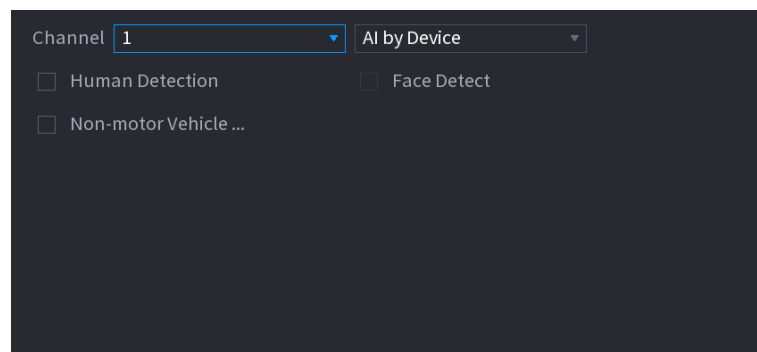 Channel 1 AI by Device
Human Detection Face Detect
Non-motor Vehicle ...